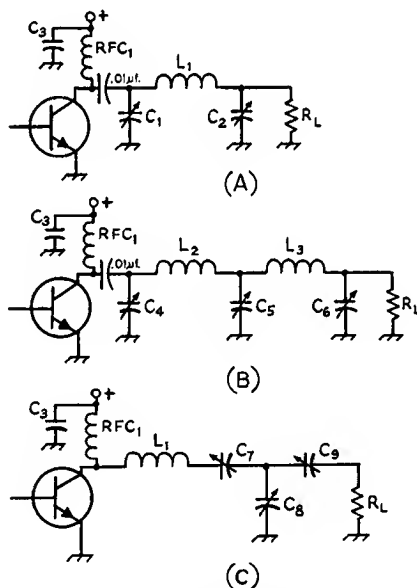 +
C3
RFC1
.01µf.
L1
C1
C2
RL
(A)
+
C3
RFC1
.01µf.
L2
L3
C4
C5
C6
RL
(B)
+
C3
RFC1
L1
C7
C9
C8
RL
(C)